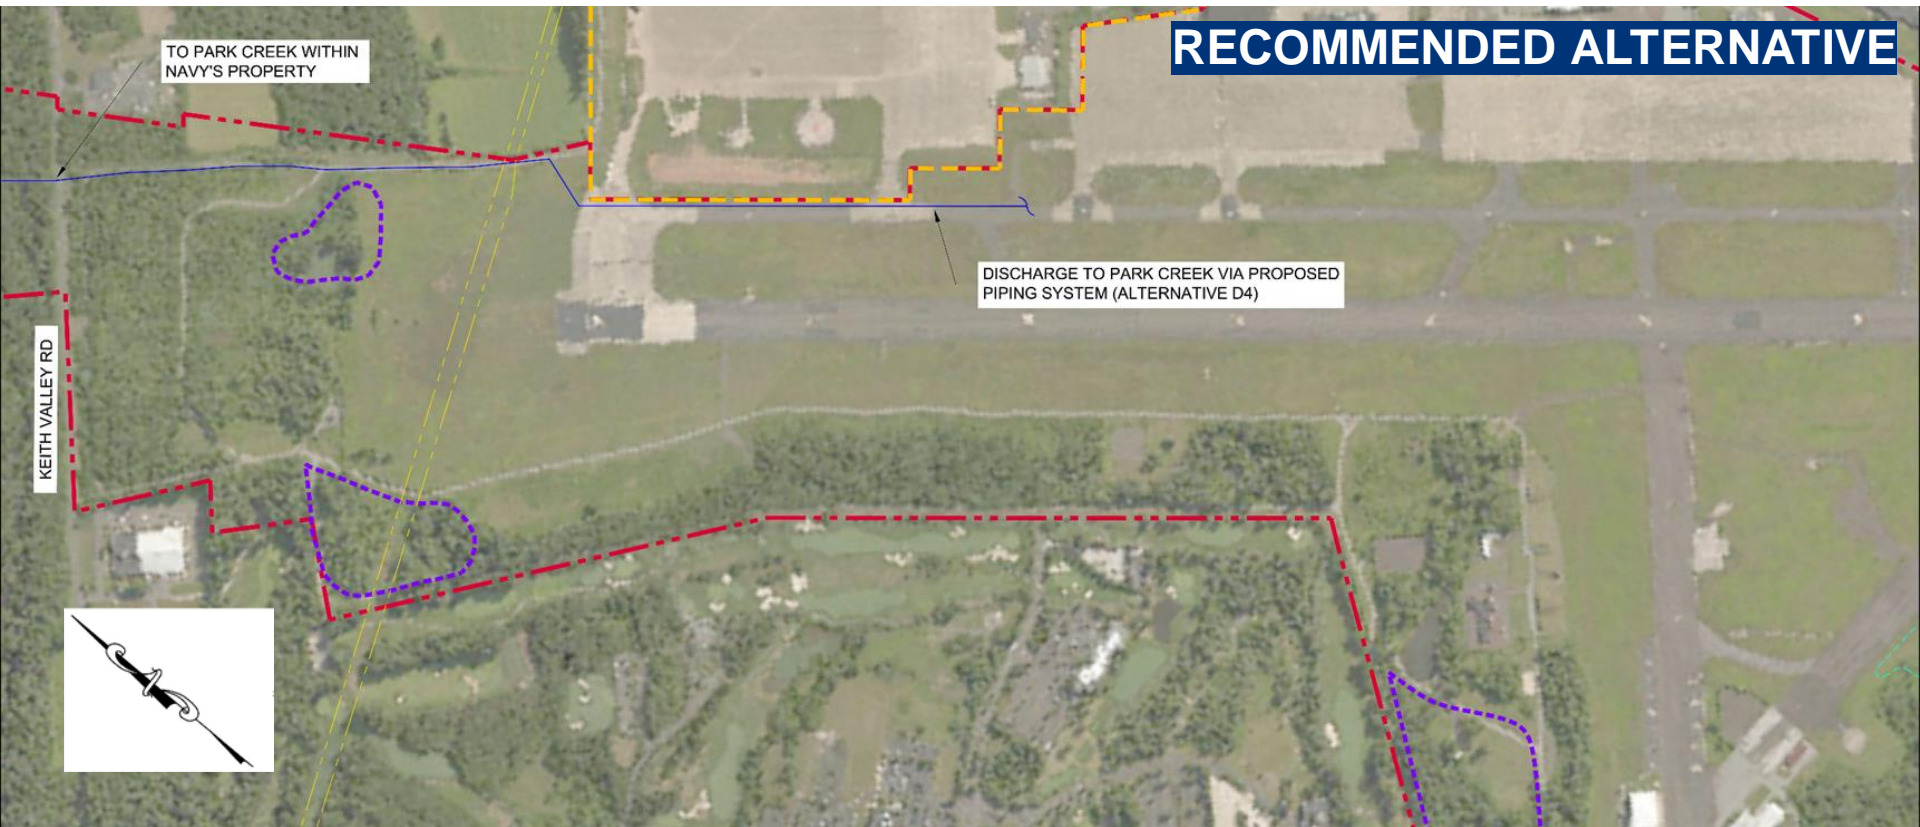 RECOMMENDED ALTERNATIVE
TO PARK CREEK WITHIN
NAVY'S PROPERTY
DISCHARGE TO PARK CREEK VIA PROPOSED
PIPING SYSTEM (ALTERNATIVE D4)
KEITH VALLEY RD